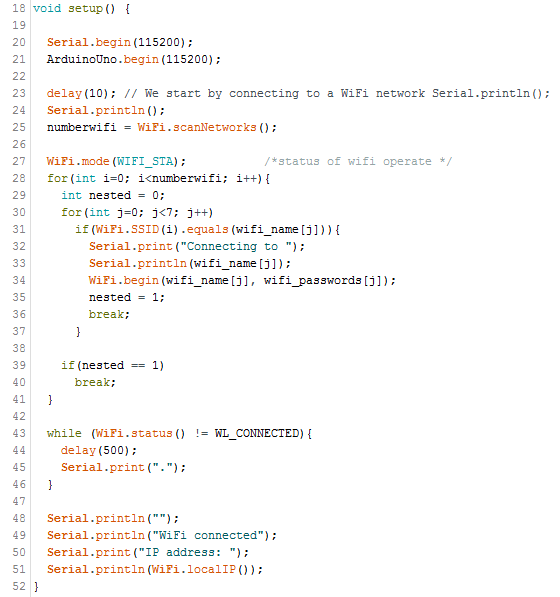 18 void setup() {
19
20   Serial.begin(115200);
21   ArduinoUno.begin(115200);
22
23   delay(10); // We start by connecting to a WiFi network Serial.println();
24   Serial.println();
25   numberwifi = WiFi.scanNetworks();
26
27   WiFi.mode(WIFI_STA);           /*status of wifi operate */
28   for(int i=0; i<numberwifi; i++){
29     int nested = 0;
30     for(int j=0; j<7; j++)
31       if(WiFi.SSID(i).equals(wifi_name[j])){
32         Serial.print("Connecting to ");
33         Serial.println(wifi_name[j]);
34         WiFi.begin(wifi_name[j], wifi_passwords[j]);
35         nested = 1;
36         break;
37       }
38
39     if(nested == 1)
40       break;
41   }
42
43   while (WiFi.status() != WL_CONNECTED){
44     delay(500);
45     Serial.print(".");
46   }
47
48   Serial.println("");
49   Serial.println("WiFi connected");
50   Serial.print("IP address: ");
51   Serial.println(WiFi.localIP());
52 }